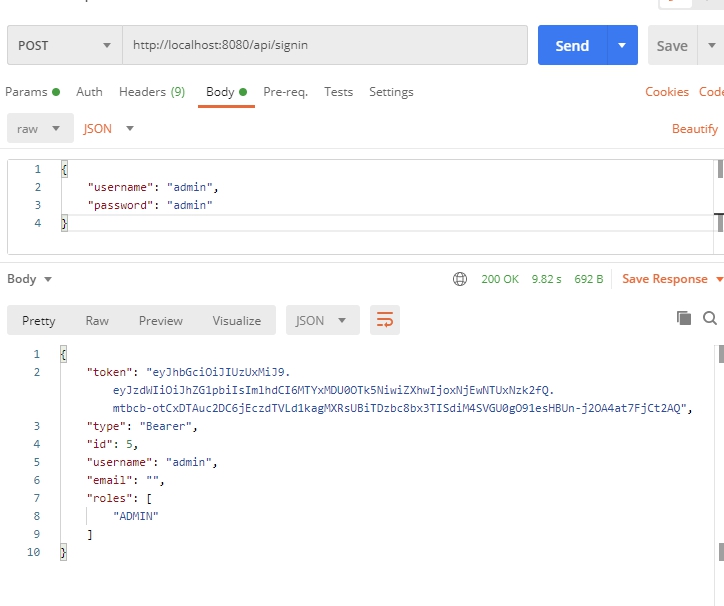 POST
http://localhost:8080/api/signin
Send
Save
Params
Auth
Headers (9)
Body
Pre-req.
Tests
Settings
Cookies
Code
raw
JSON
Beautify
1 {
2 "username": "admin",
3 "password": "admin"
4 }
Body
200 OK
9.82 s
692 B
Save Response
Pretty
Raw
Preview
Visualize
JSON
1 {
2 "token": "eyJhbGciOiJIUzUxMiJ9.
eyJzdWIiOiJhZG1pbiIsImlhdCI6MTYxMDU0OTk5NiwiZXhwIjoxNjEwNTUxNzk2fQ.
mtbcb-otCxDTAuc2DC6jEczdTVLd1kagMXRsUBiTDzbc8bx3TISdiM4SVGU0gO91esHBUn-j2OA4at7FjCt2AQ",
3 "type": "Bearer",
4 "id": 5,
5 "username": "admin",
6 "email": "",
7 "roles": [
8 "ADMIN"
9 ]
10 }